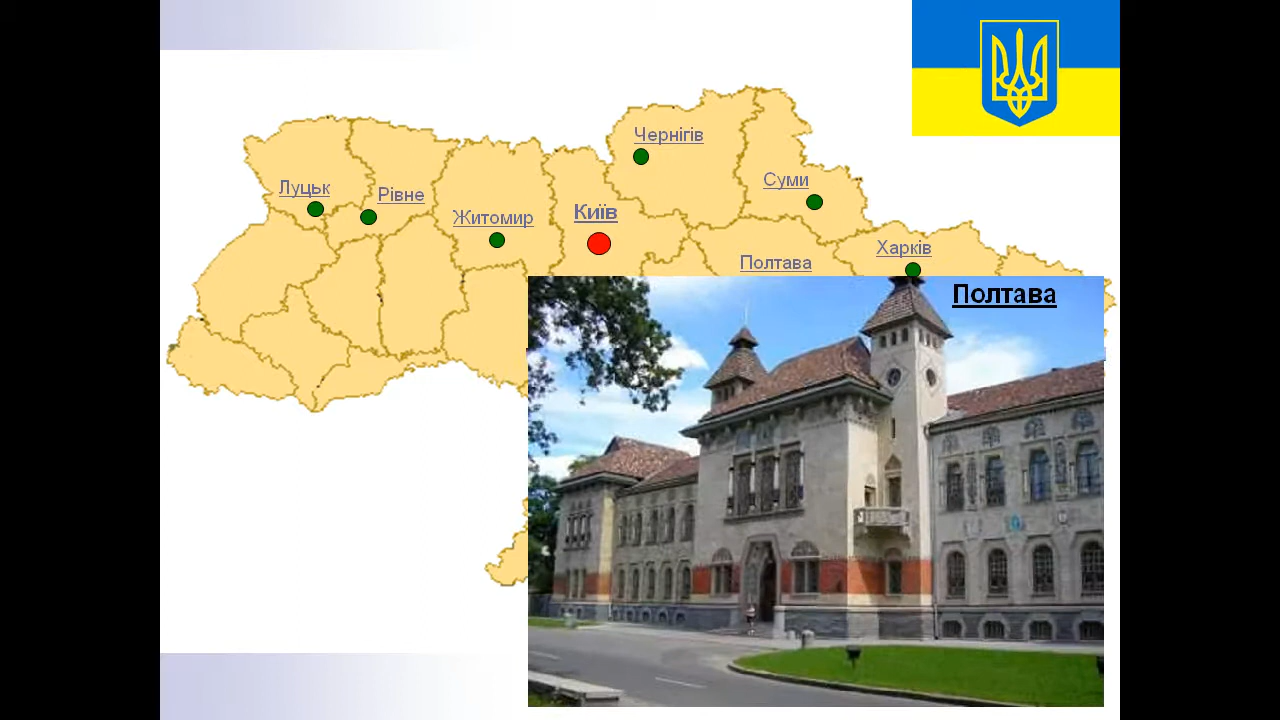 Чернігів
Суми
Луцьк
Рівне
Житомир
Київ
Харків
Полтава
Полтава